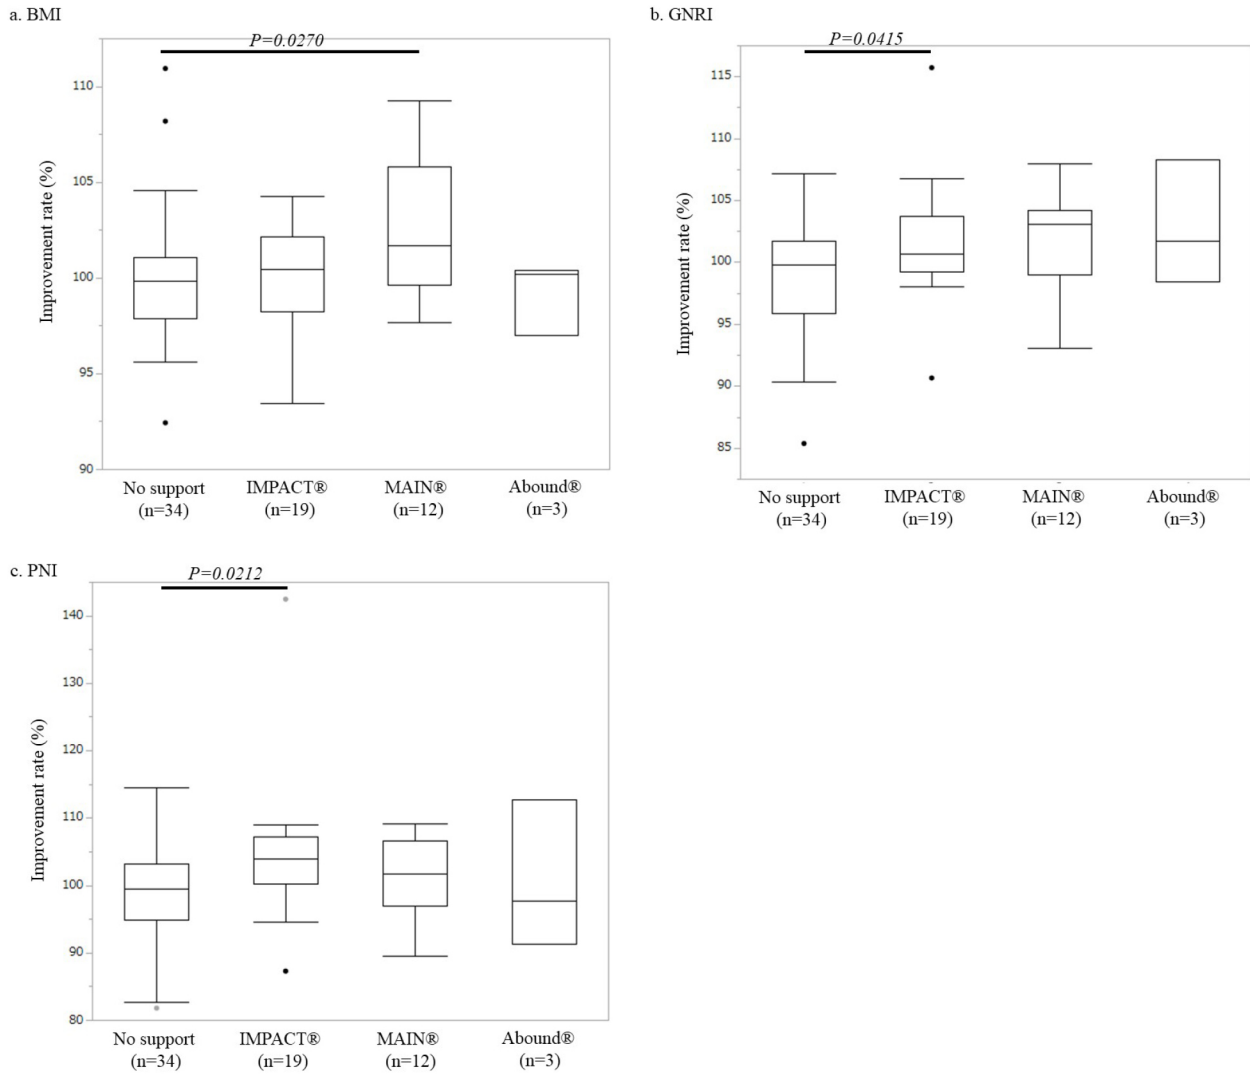 a. BMI
P=0.0270
Improvement rate (%)
110
105
100
95
90
No support
(n=34)
IMPACT®
(n=19)
MAIN®
(n=12)
Abound®
(n=3)
b. GNRI
P=0.0415
Improvement rate (%)
115
110
105
100
95
90
85
No support
(n=34)
IMPACT®
(n=19)
MAIN®
(n=12)
Abound®
(n=3)
c. PNI
P=0.0212
Improvement rate (%)
140
130
120
110
100
90
80
No support
(n=34)
IMPACT®
(n=19)
MAIN®
(n=12)
Abound®
(n=3)